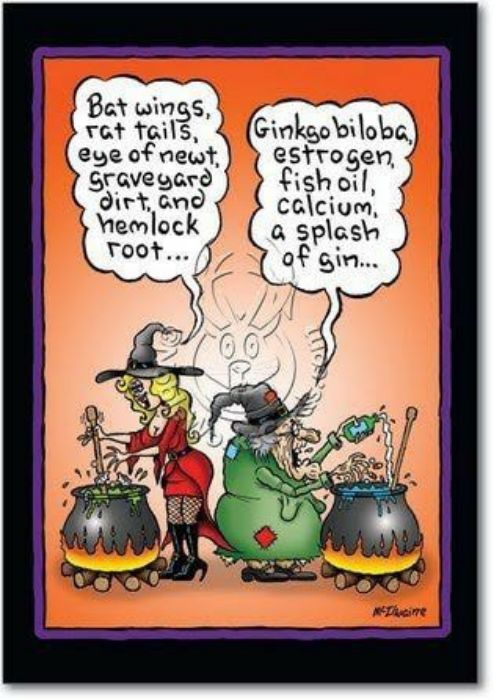 Bat wings,
rat tails,
eye of newt,
graveyard
dirt, and
hemlock
root...
Ginkgo biloba,
estrogen,
fish oil,
calcium,
a splash
of gin...
McIlwaine